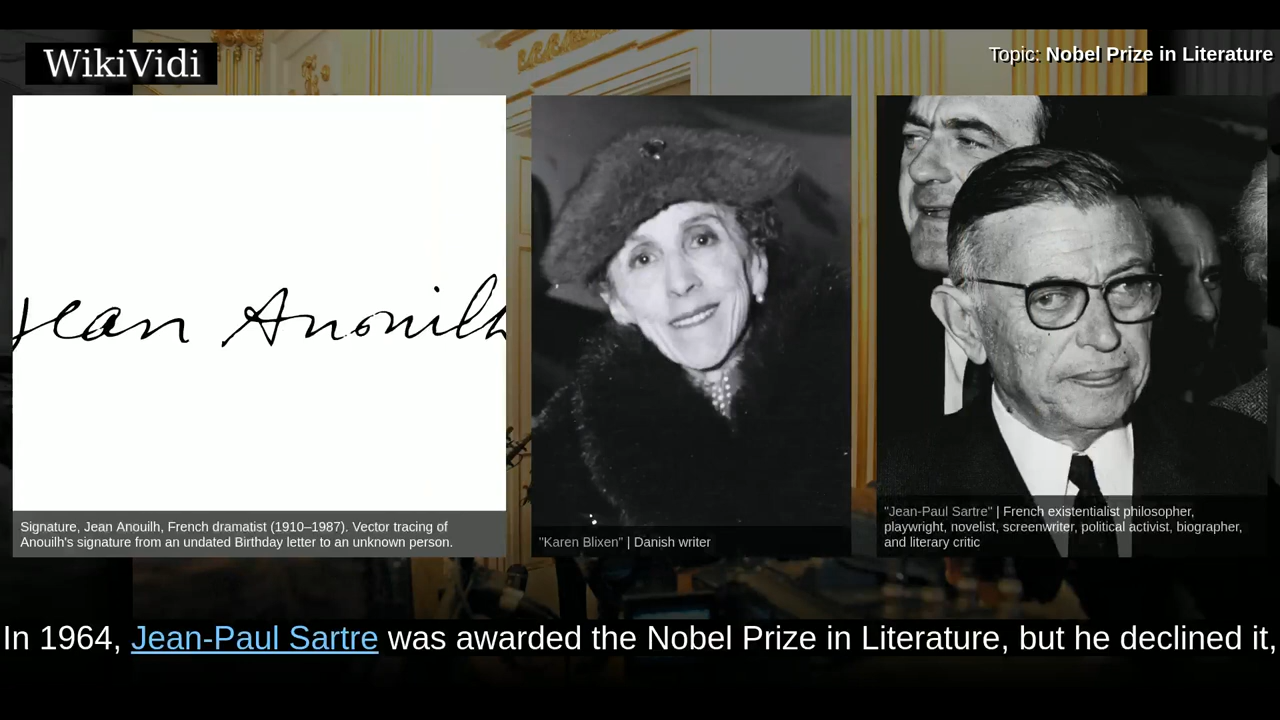 WikiVidi
Topic: Nobel Prize in Literature
Jean Anouilh
Signature, Jean Anouilh, French dramatist (1910–1987). Vector tracing of
Anouilh's signature from an undated Birthday letter to an unknown person.
"Karen Blixen" | Danish writer
"Jean-Paul Sartre" | French existentialist philosopher,
playwright, novelist, screenwriter, political activist, biographer,
and literary critic
In 1964, Jean-Paul Sartre was awarded the Nobel Prize in Literature, but he declined it,